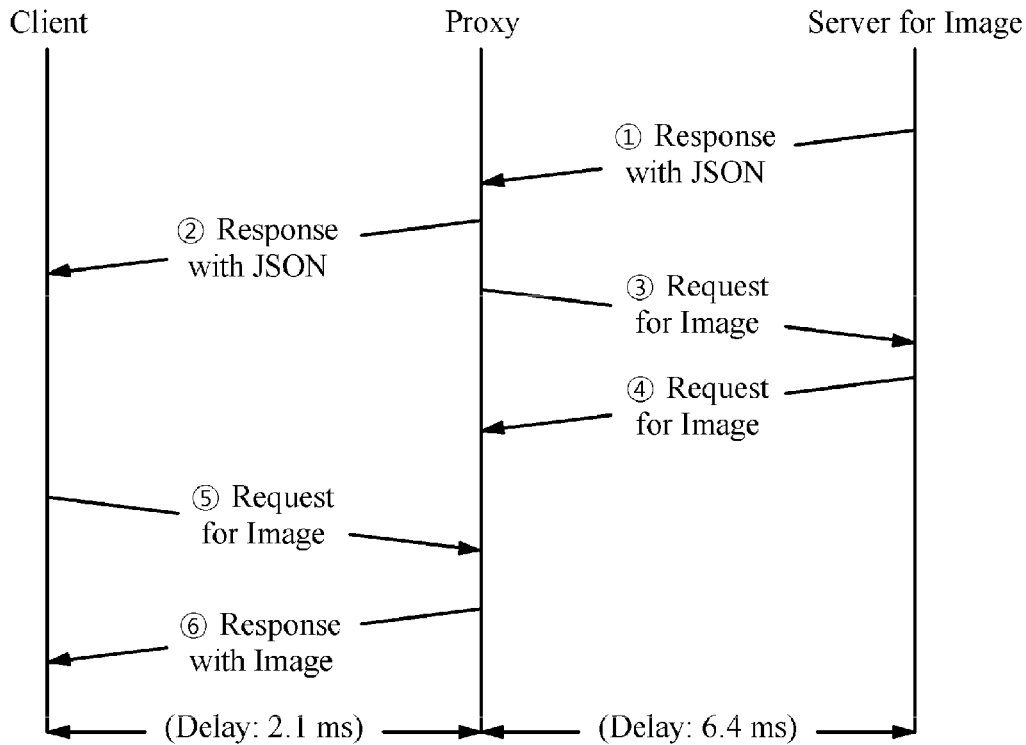 Client
Proxy
Server for Image
① Response
with JSON
② Response
with JSON
③ Request
for Image
④ Request
for Image
⑤ Request
for Image
⑥ Response
with Image
(Delay: 2.1 ms)
(Delay: 6.4 ms)